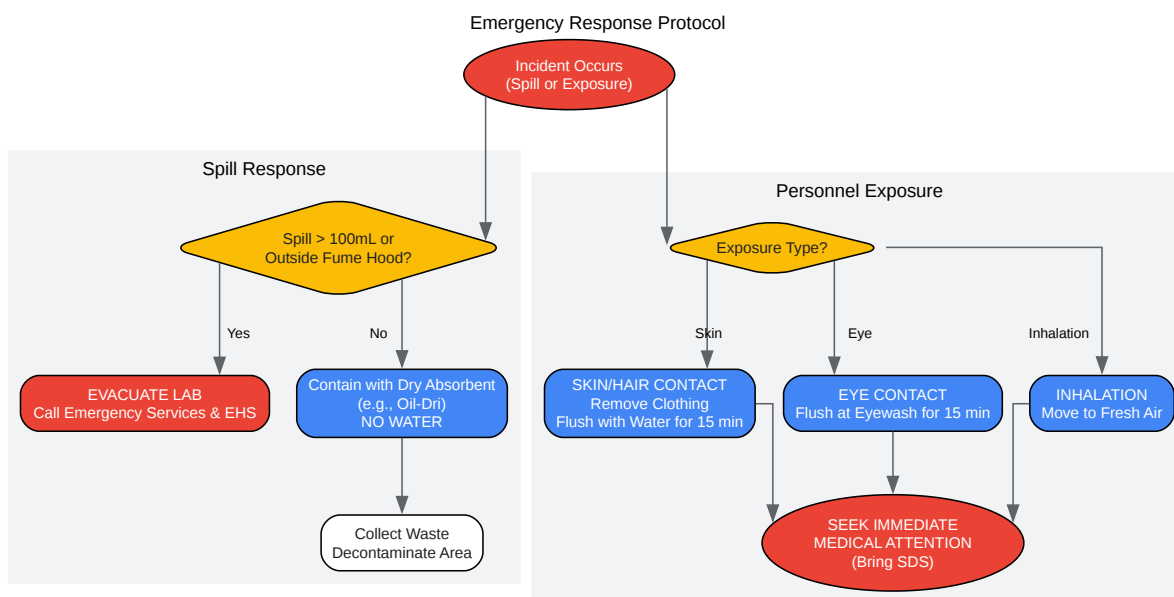 Emergency Response Protocol
Incident Occurs
(Spill or Exposure)
Spill Response
Spill > 100mL or
Outside Fume Hood?
Yes
No
EVACUATE LAB
Call Emergency Services & EHS
Contain with Dry Absorbent
(e.g., Oil-Dri)
NO WATER
Collect Waste
Decontaminate Area
Personnel Exposure
Exposure Type?
Skin
Eye
Inhalation
SKIN/HAIR CONTACT
Remove Clothing
Flush with Water for 15 min
EYE CONTACT
Flush at Eyewash for 15 min
INHALATION
Move to Fresh Air
SEEK IMMEDIATE
MEDICAL ATTENTION
(Bring SDS)